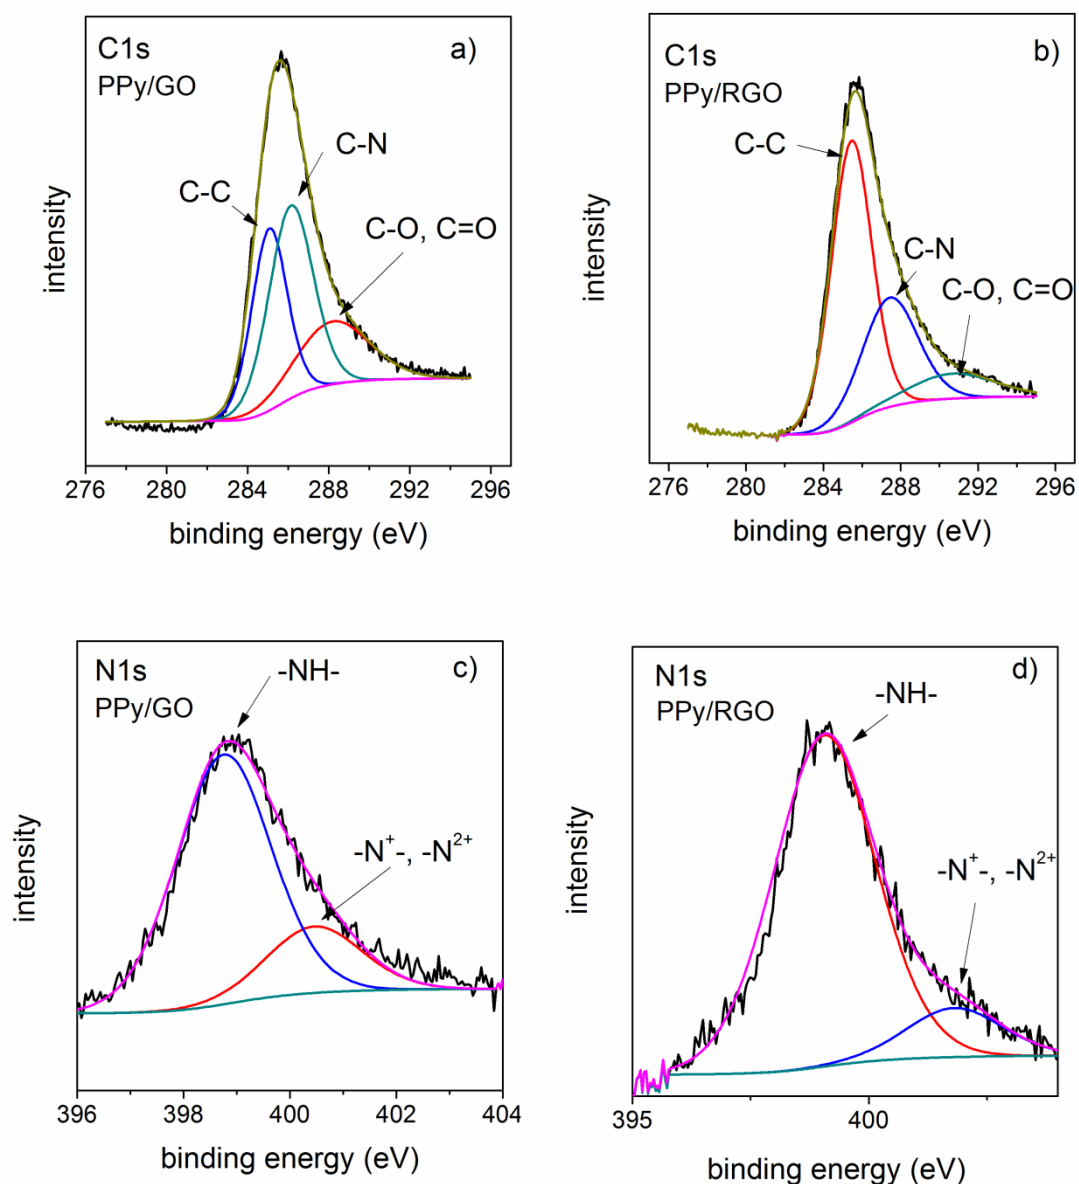 C1s
PPy/GO
a)
C-N
C-C
C-O, C=O
intensity
276 280 284 288 292 296
binding energy (eV)
C1s
PPy/RGO
b)
C-C
C-N
C-O, C=O
intensity
276 280 284 288 292 296
binding energy (eV)
N1s
PPy/GO
c)
-NH-
-N⁺-, -N²⁺
intensity
396 398 400 402 404
binding energy (eV)
N1s
PPy/RGO
d)
-NH-
-N⁺-, -N²⁺
intensity
395 400
binding energy (eV)